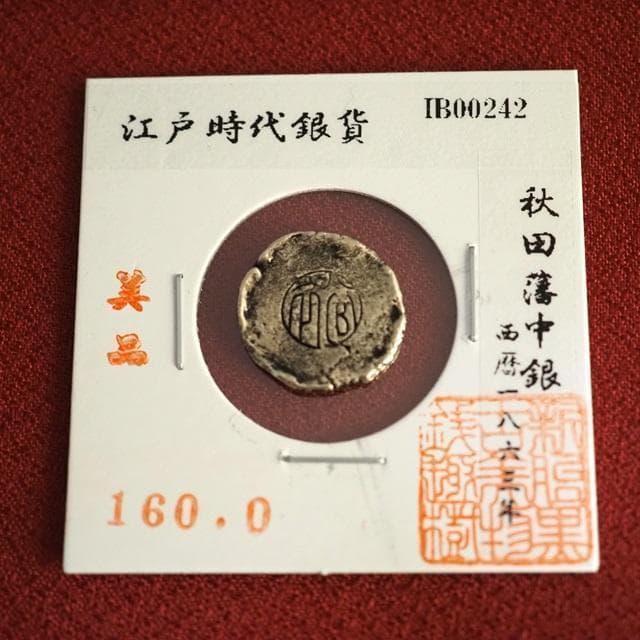 江戸時代銀貨
IB00242
秋田藩中銀
西暦一八六三年
美品
160.0